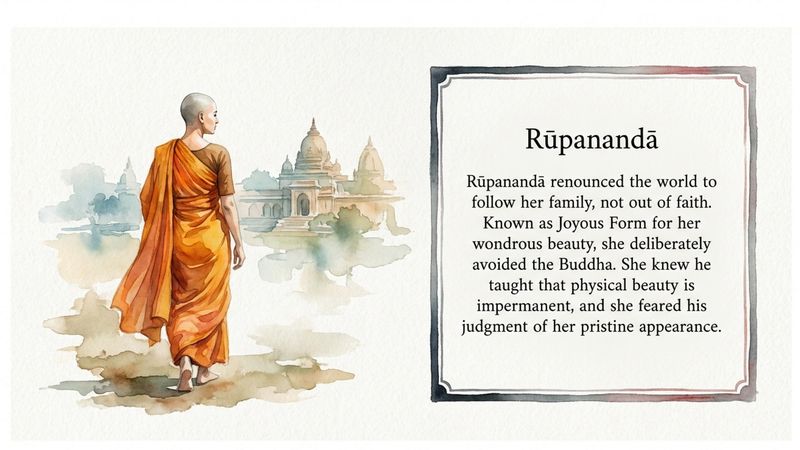 Rūpanandā
Rūpanandā renounced the world to
follow her family, not out of faith.
Known as Joyous Form for her
wondrous beauty, she deliberately
avoided the Buddha. She knew he
taught that physical beauty is
impermanent, and she feared his
judgment of her pristine appearance.